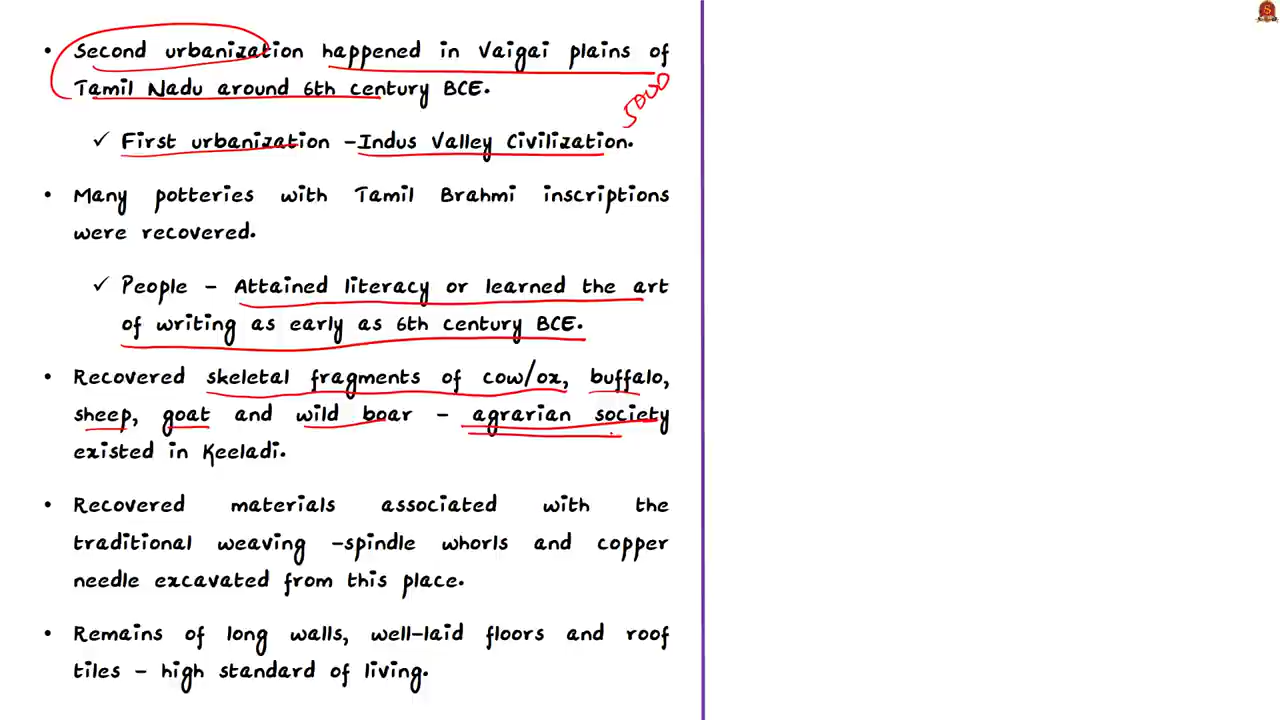 • Second urbanization happened in Vaigai plains of
Tamil Nadu around 6th century BCE.
5000
✓ First urbanization –Indus Valley Civilization.
• Many potteries with Tamil Brahmi inscriptions
were recovered.
✓ People – Attained literacy or learned the art
of writing as early as 6th century BCE.
• Recovered skeletal fragments of cow/ox, buffalo,
sheep, goat and wild boar – agrarian society
existed in Keeladi.
• Recovered materials associated with the
traditional weaving –spindle whorls and copper
needle excavated from this place.
• Remains of long walls, well-laid floors and roof
tiles – high standard of living.